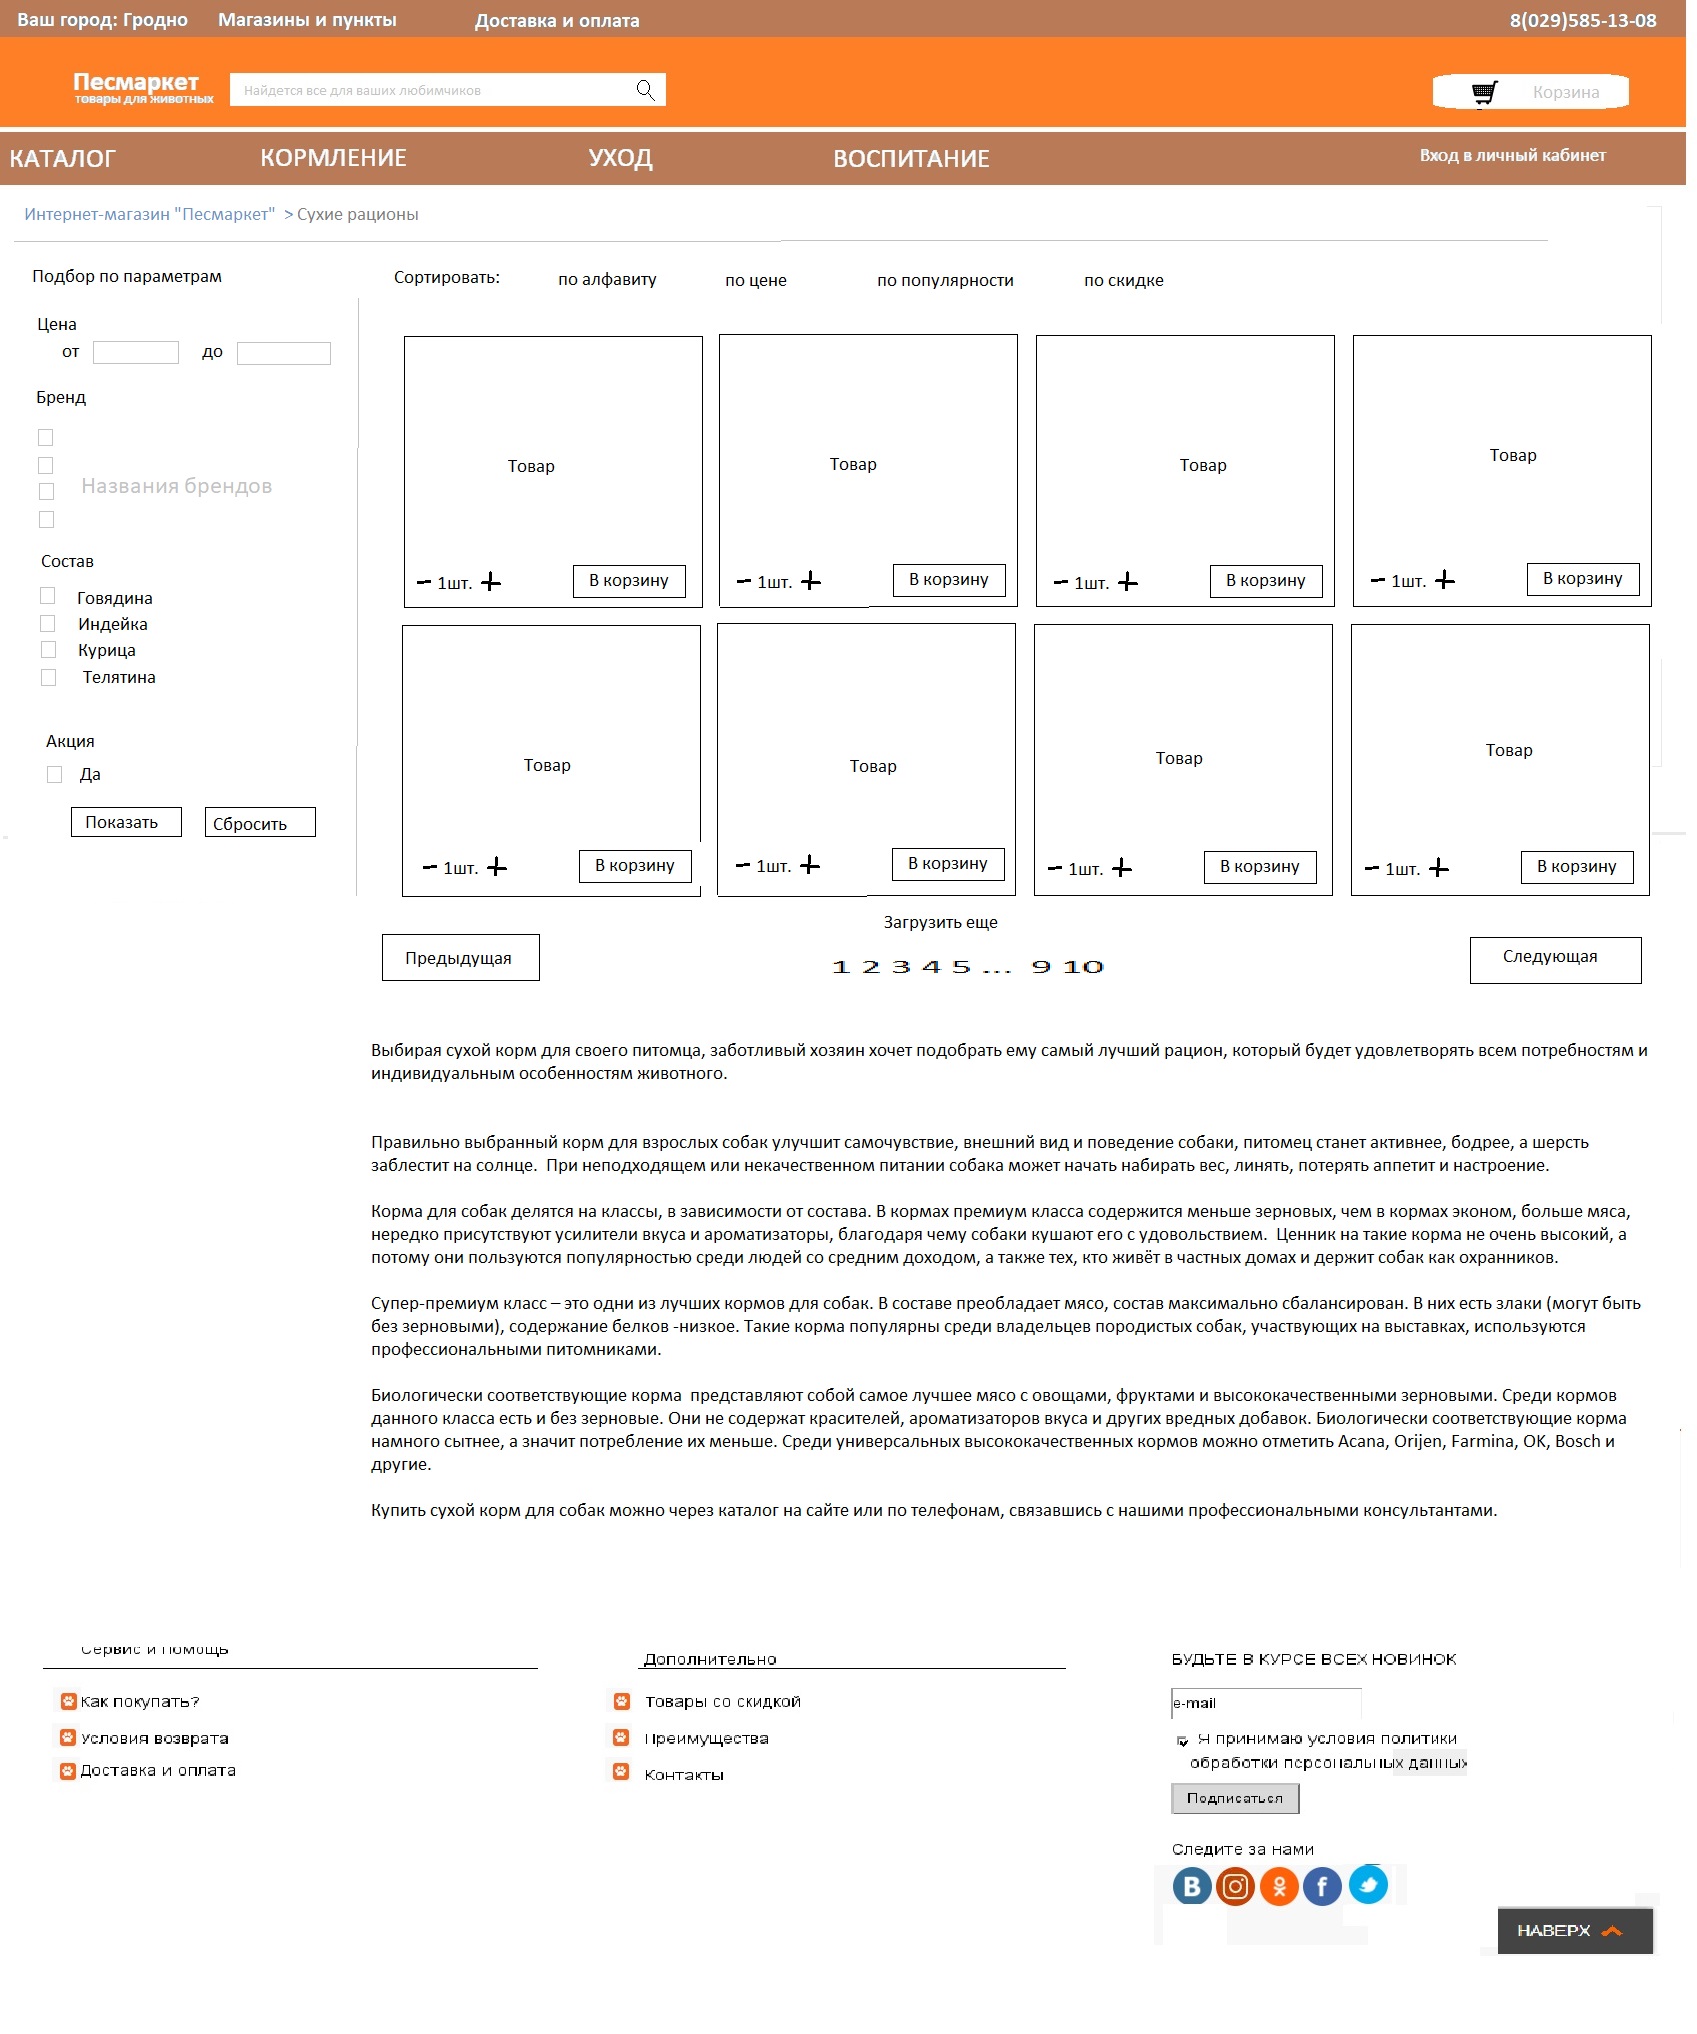 Ваш город: Гродно Магазины и пункты Доставка и оплата 8(029)585-13-08
Песмаркет
товары для животных
Найдется все для ваших любимчиков
Корзина
КАТАЛОГ КОРМЛЕНИЕ УХОД ВОСПИТАНИЕ Вход в личный кабинет
Интернет-магазин "Песмаркет" > Сухие рационы
Подбор по параметрам
Цена
от до
Бренд
Названия брендов
Состав
Говядина
Индейка
Курица
Телятина
Акция
Да
Показать Сбросить
Сортировать: по алфавиту по цене по популярности по скидке
Товар Товар Товар Товар
- 1шт. + В корзину - 1шт. + В корзину - 1шт. + В корзину - 1шт. + В корзину
Товар Товар Товар Товар
- 1шт. + В корзину - 1шт. + В корзину - 1шт. + В корзину - 1шт. + В корзину
Загрузить еще
Предыдущая 1 2 3 4 5 ... 9 10 Следующая
Выбирая сухой корм для своего питомца, заботливый хозяин хочет подобрать ему самый лучший рацион, который будет удовлетворять всем потребностям и
индивидуальным особенностям животного.
Правильно выбранный корм для взрослых собак улучшит самочувствие, внешний вид и поведение собаки, питомец станет активнее, бодрее, а шерсть
заблестит на солнце. При неподходящем или некачественном питании собака может начать набирать вес, линять, потерять аппетит и настроение.
Корма для собак делятся на классы, в зависимости от состава. В кормах премиум класса содержится меньше зерновых, чем в кормах эконом, больше мяса,
нередко присутствуют усилители вкуса и ароматизаторы, благодаря чему собаки кушают его с удовольствием. Ценник на такие корма не очень высокий, а
потому они пользуются популярностью среди людей со средним доходом, а также тех, кто живёт в частных домах и держит собак как охранников.
Супер-премиум класс – это одни из лучших кормов для собак. В составе преобладает мясо, состав максимально сбалансирован. В них есть злаки (могут быть
без зерновыми), содержание белков -низкое. Такие корма популярны среди владельцев породистых собак, участвующих на выставках, используются
профессиональными питомниками.
Биологически соответствующие корма представляют собой самое лучшее мясо с овощами, фруктами и высококачественными зерновыми. Среди кормов
данного класса есть и без зерновые. Они не содержат красителей, ароматизаторов вкуса и других вредных добавок. Биологически соответствующие корма
намного сытнее, а значит потребление их меньше. Среди универсальных высококачественных кормов можно отметить Acana, Orijen, Farmina, ОК, Bosch и
другие.
Купить сухой корм для собак можно через каталог на сайте или по телефонам, связавшись с нашими профессиональными консультантами.
Сервис и помощь
Как покупать?
Условия возврата
Доставка и оплата
Дополнительно
Товары со скидкой
Преимущества
Контакты
БУДЬТЕ В КУРСЕ ВСЕХ НОВИНОК
e-mail
Я принимаю условия политики
обработки персональных данных
Подписаться
Следите за нами
НАВЕРХ